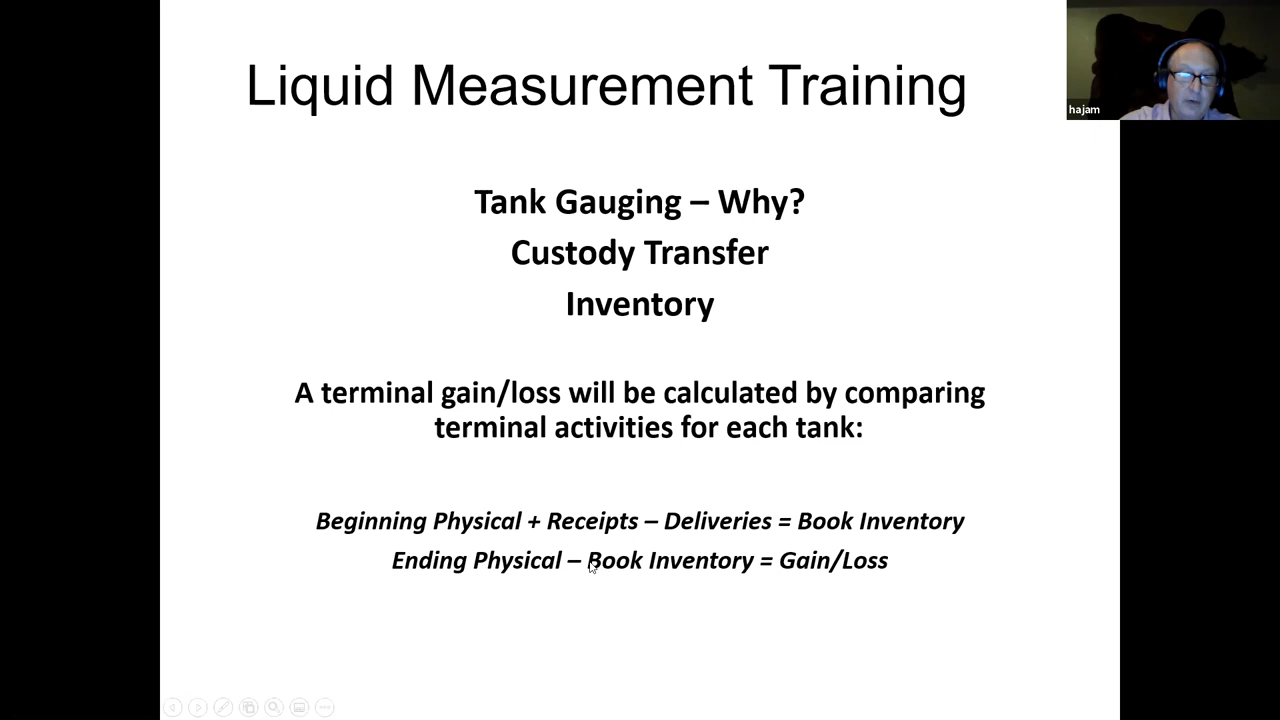 Liquid Measurement Training
hajam
Tank Gauging – Why?
Custody Transfer
Inventory
A terminal gain/loss will be calculated by comparing
terminal activities for each tank:
Beginning Physical + Receipts – Deliveries = Book Inventory
Ending Physical – Book Inventory = Gain/Loss